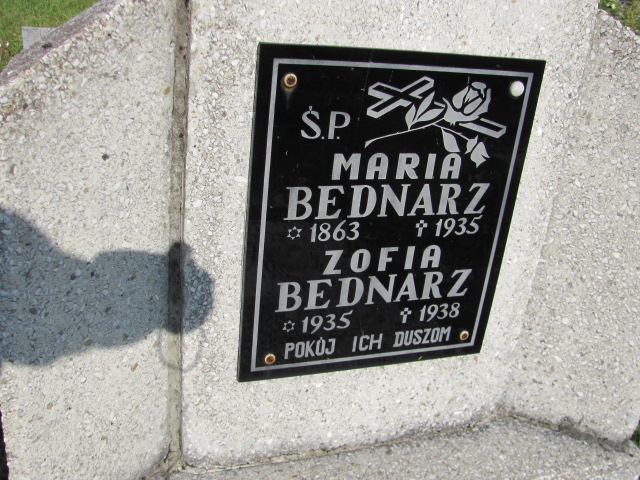 Ś.P.
MARIA
BEDNARZ
✡ 1863 ✝ 1935
ZOFIA
BEDNARZ
✡ 1935 ✝ 1938
POKÓJ ICH DUSZOM